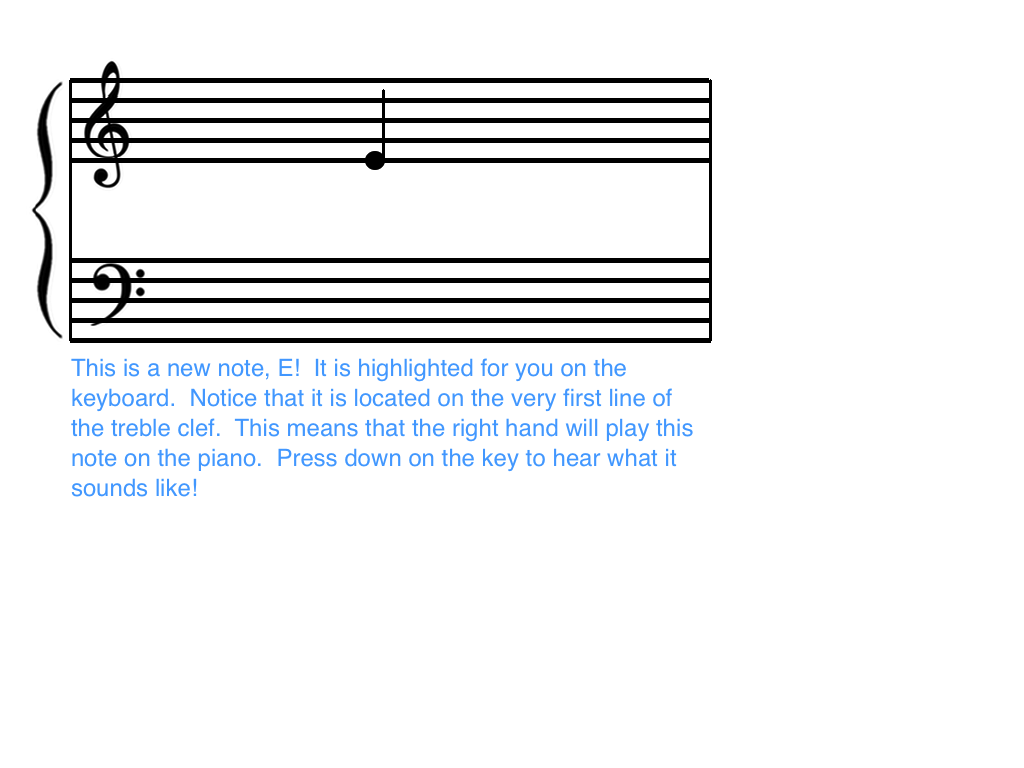 This is a new note, E!  It is highlighted for you on the
keyboard.  Notice that it is located on the very first line of
the treble clef.  This means that the right hand will play this
note on the piano.  Press down on the key to hear what it
sounds like!